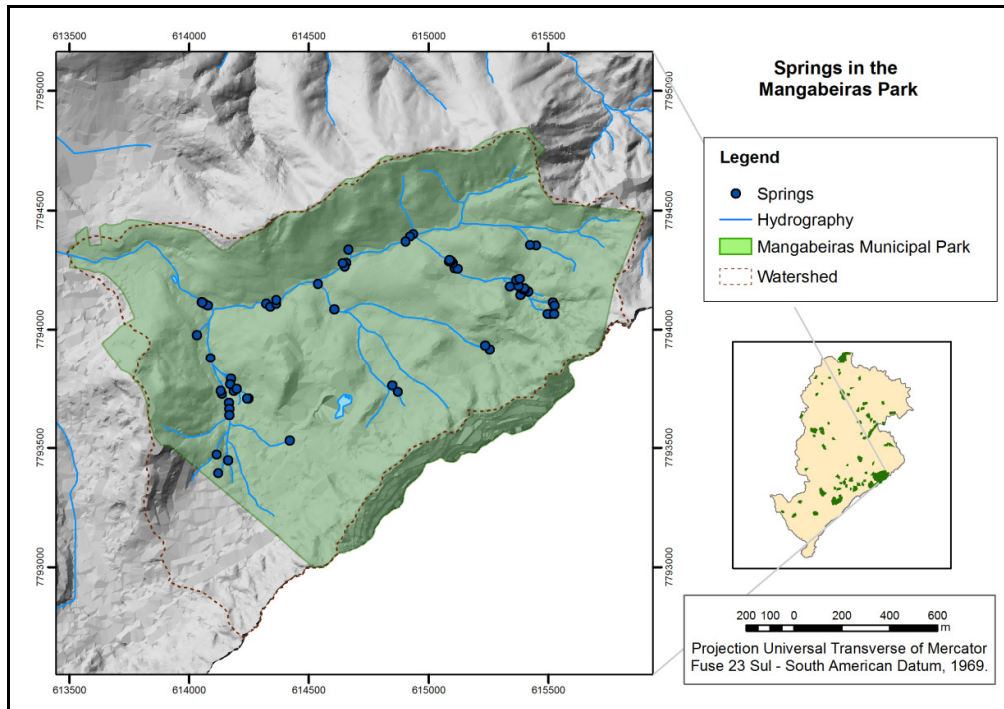 613500 614000 614500 615000 615500
7795000
7795000
7794500
7794500
7794000
7794000
7793500
7793500
7793000
7793000
613500 614000 614500 615000 615500
Springs in the
Mangabeiras Park
Legend
Springs
Hydrography
Mangabeiras Municipal Park
Watershed
200 100 0 200 400 600
m
Projection Universal Transverse of Mercator
Fuse 23 Sul - South American Datum, 1969.